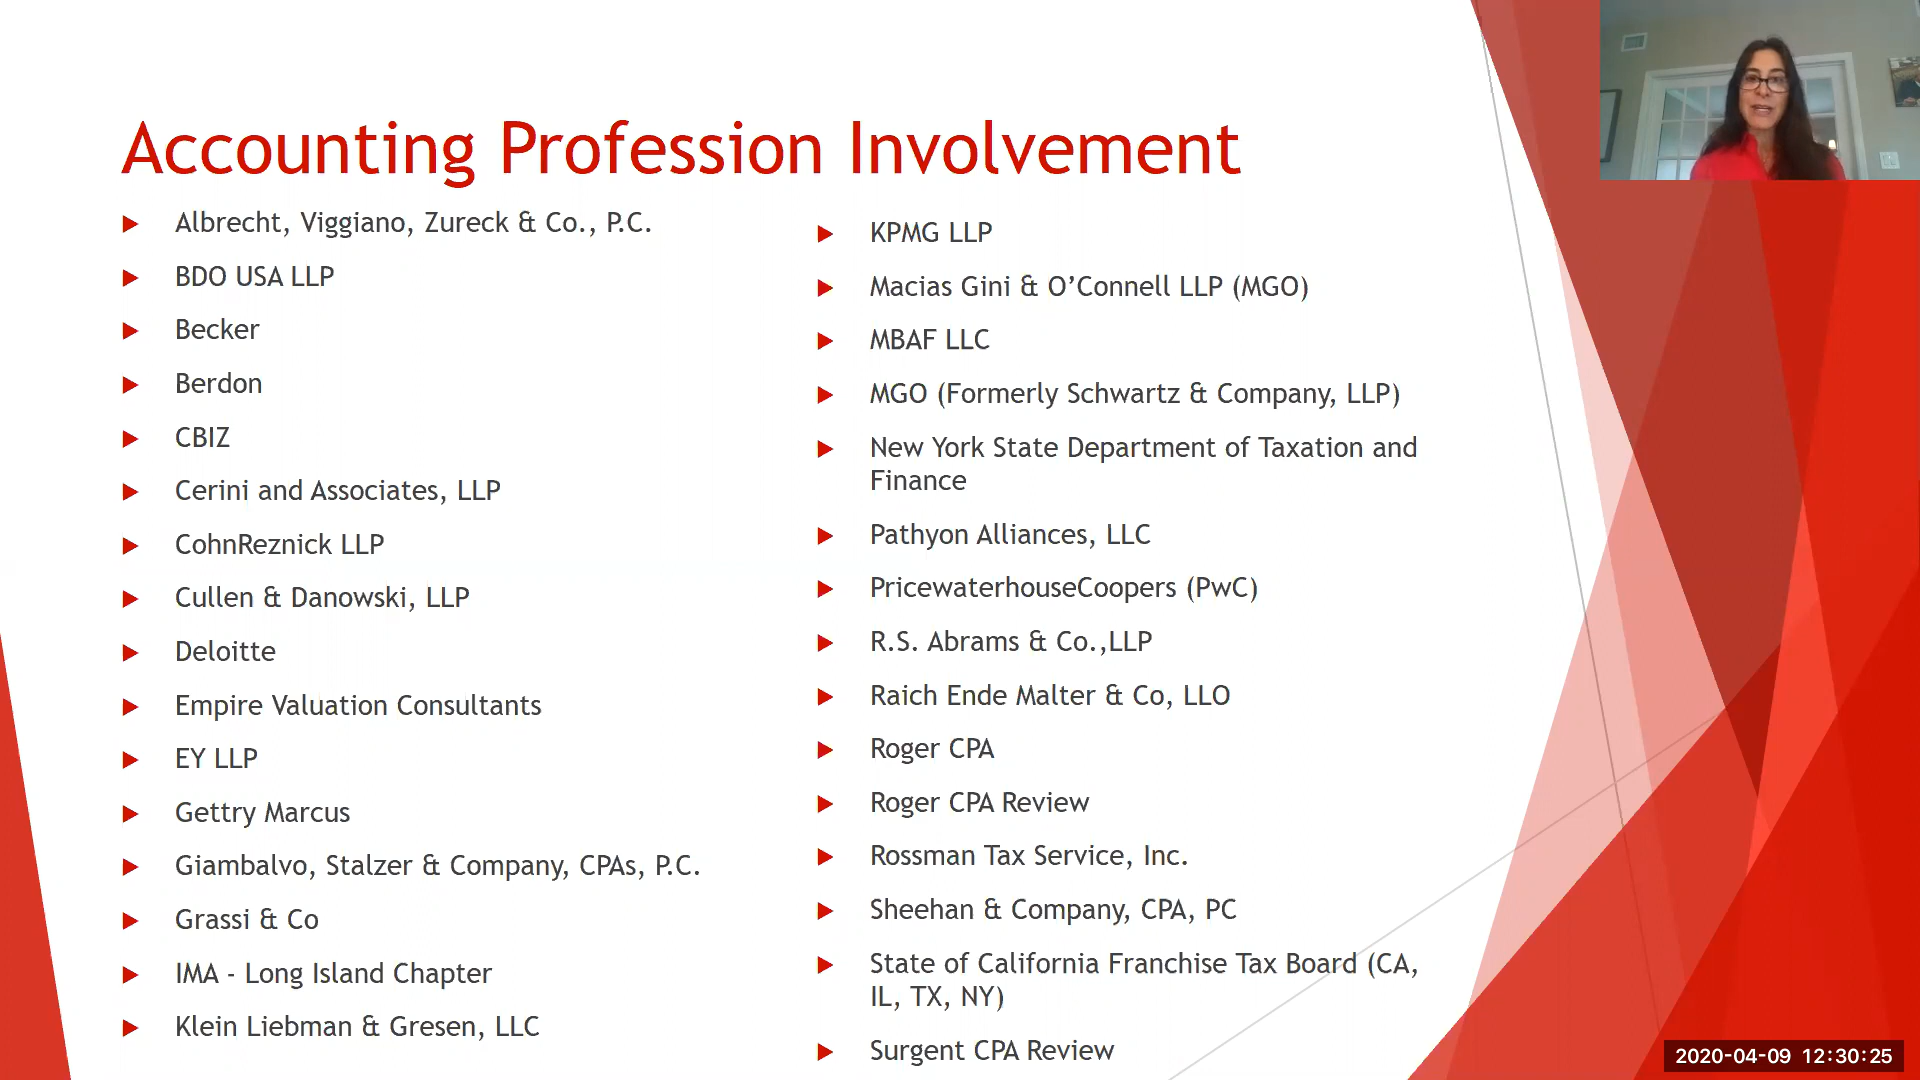 Accounting Profession Involvement
Albrecht, Viggiano, Zureck & Co., P.C.
BDO USA LLP
Becker
Berdon
CBIZ
Cerini and Associates, LLP
CohnReznick LLP
Cullen & Danowski, LLP
Deloitte
Empire Valuation Consultants
EY LLP
Gettry Marcus
Giambalvo, Stalzer & Company, CPAs, P.C.
Grassi & Co
IMA - Long Island Chapter
Klein Liebman & Gresen, LLC
KPMG LLP
Macias Gini & O’Connell LLP (MGO)
MBAF LLC
MGO (Formerly Schwartz & Company, LLP)
New York State Department of Taxation and
Finance
Pathyon Alliances, LLC
PricewaterhouseCoopers (PwC)
R.S. Abrams & Co.,LLP
Raich Ende Malter & Co, LLO
Roger CPA
Roger CPA Review
Rossman Tax Service, Inc.
Sheehan & Company, CPA, PC
State of California Franchise Tax Board (CA,
IL, TX, NY)
Surgent CPA Review
2020-04-09 12:30:25